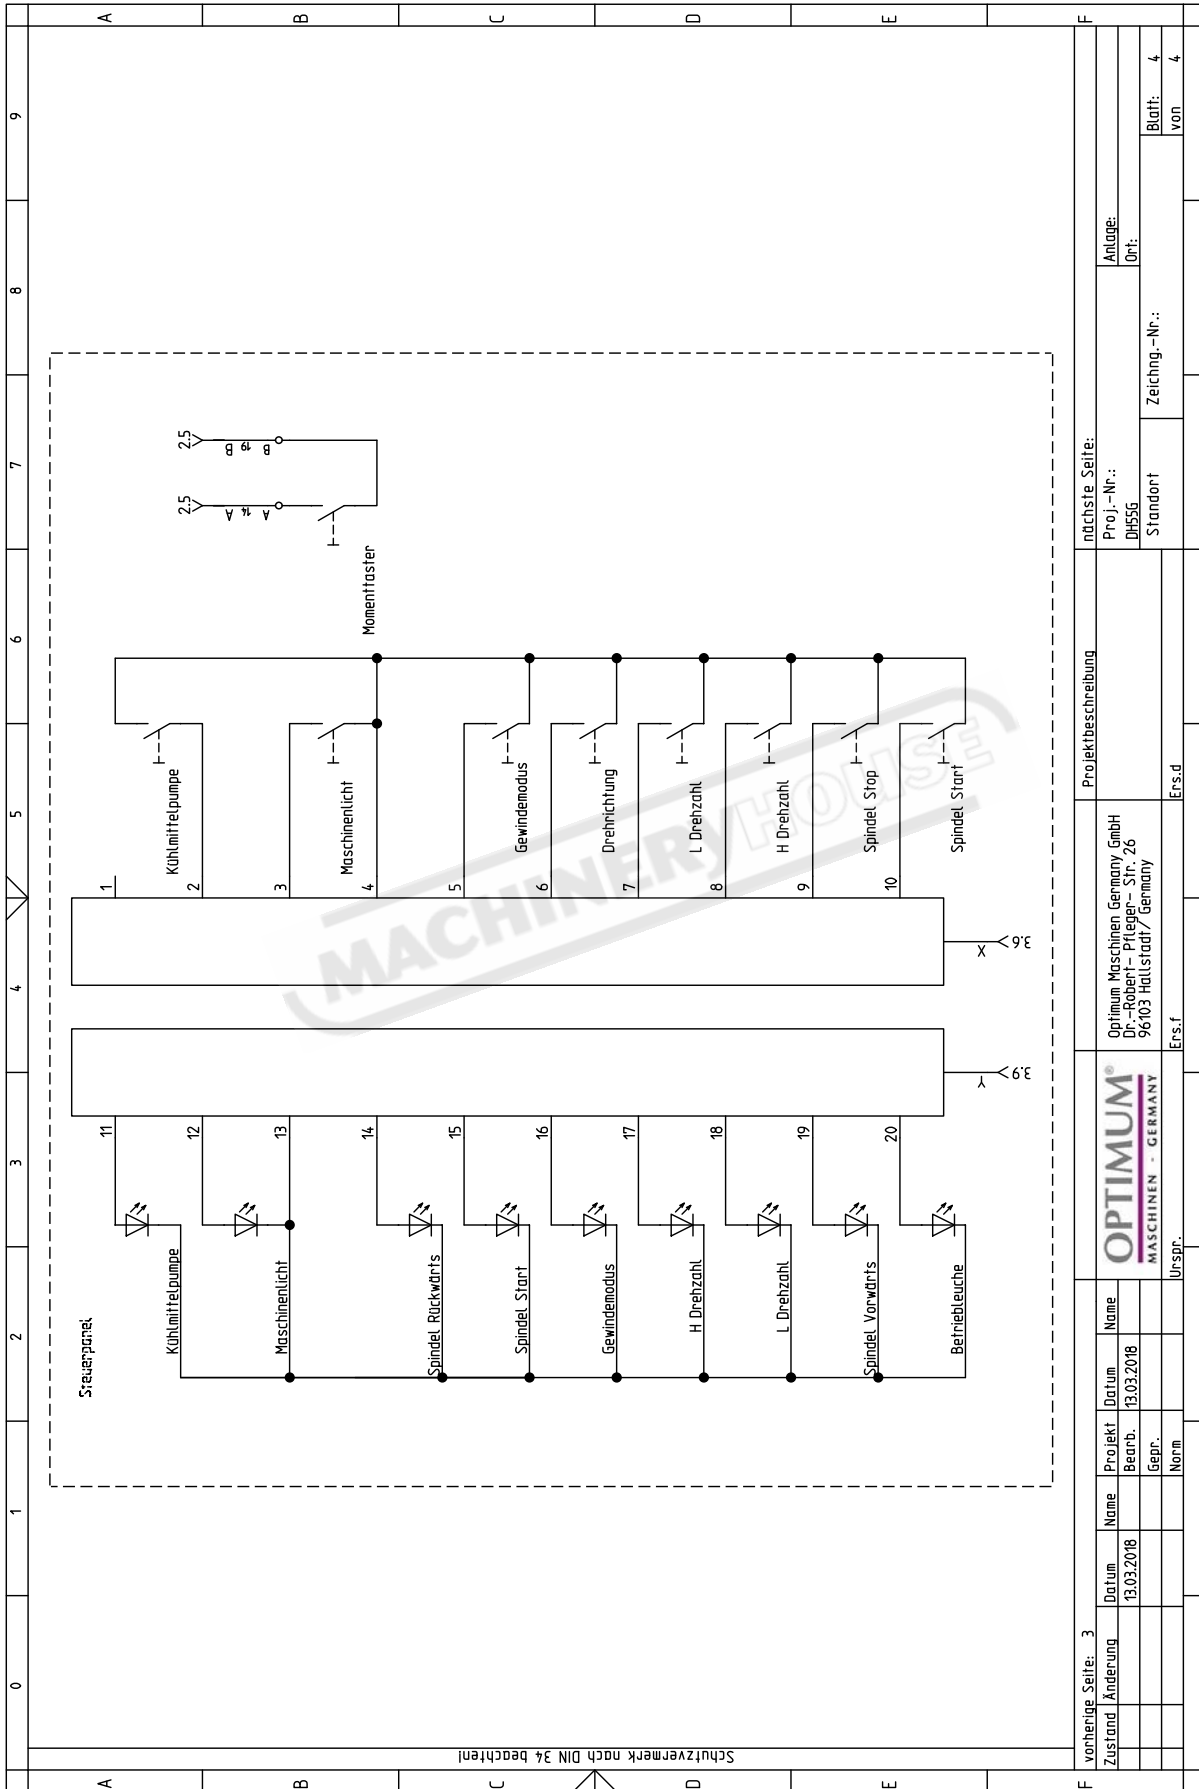 0 1 2 3 4 5 6 7 8 9
A
B
C
D
E
F
A
B
C
D
E
F
Schutzvermerk nach DIN 34 beachten!
Steuerpanel
Kühlmittelpumpe
Maschinenlicht
Spindel Rückwärts
Spindel Start
Gewindemodus
H Drehzahl
L Drehzahl
Spindel Vorwärts
Betriebleuche
11
12
13
14
15
16
17
18
19
20
Y
3.9
X
3.6
1
2
3
4
5
6
7
8
9
10
Kühlmittelpumpe
Maschinenlicht
Gewindemodus
Drehrichtung
L Drehzahl
H Drehzahl
Spindel Stop
Spindel Start
Momenttaster
2.5
A 14 A
2.5
B 19 B
MACHINERYHOUSE
vorherige Seite: 3
Zustand Änderung Datum Name
13.03.2018
Projekt Datum Name
Bearb. 13.03.2018
Gepr.
Norm
OPTIMUM®
MASCHINEN - GERMANY
Urspr.
Optimum Maschinen Germany GmbH
Dr.-Robert- Pfleger- Str. 26
96103 Hallstadt/ Germany
Ers.f
Ers.d
Projektbeschreibung
nächste Seite:
Proj.-Nr.:
DH55G
Standort
Zeichng.-Nr.:
Anlage:
Ort:
Blatt: 4
von 4